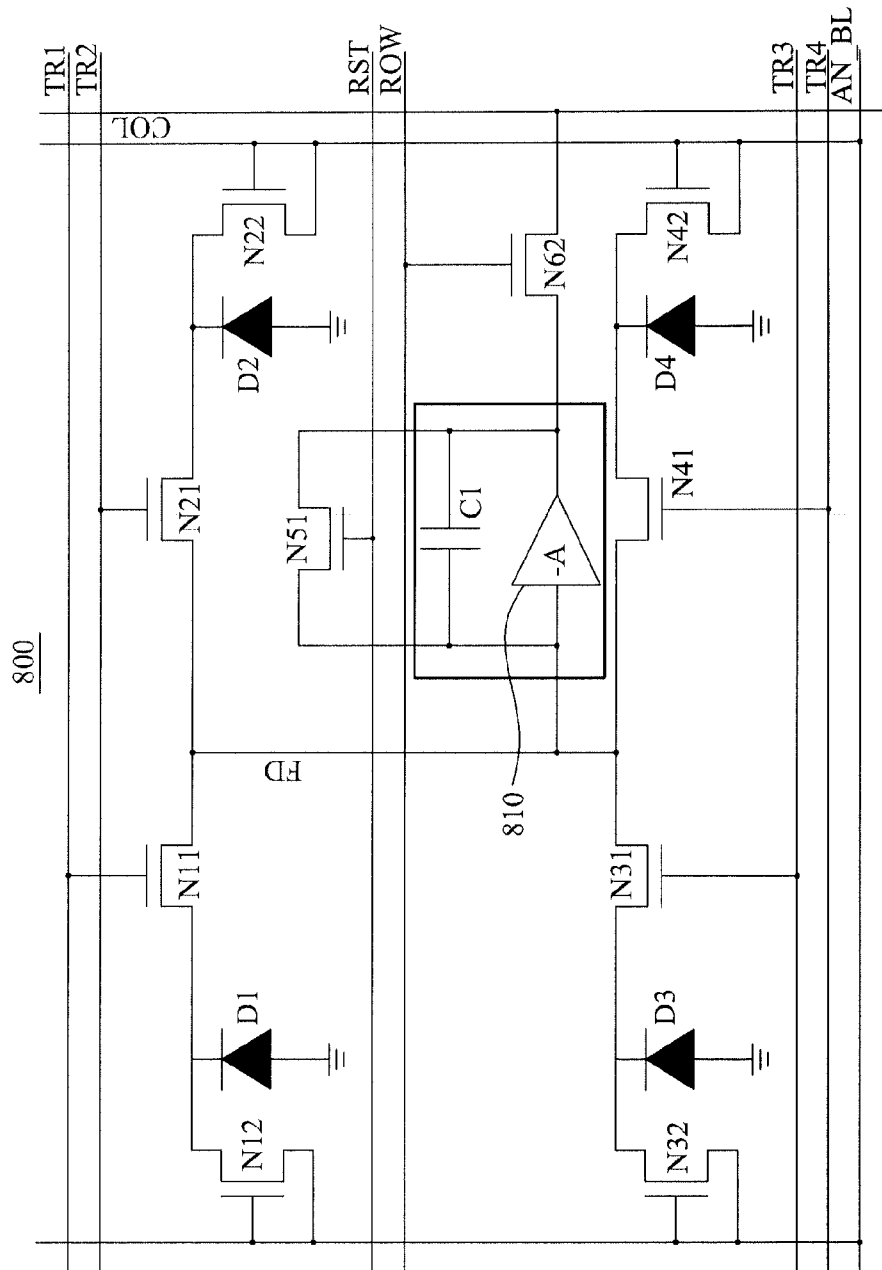 800
TR1
TR2
RST
ROW
TR3
TR4
AN_BL
COL
FD
N11
N12
D1
N21
N22
D2
N51
C1
-A
810
N62
N31
N32
D3
N41
N42
D4